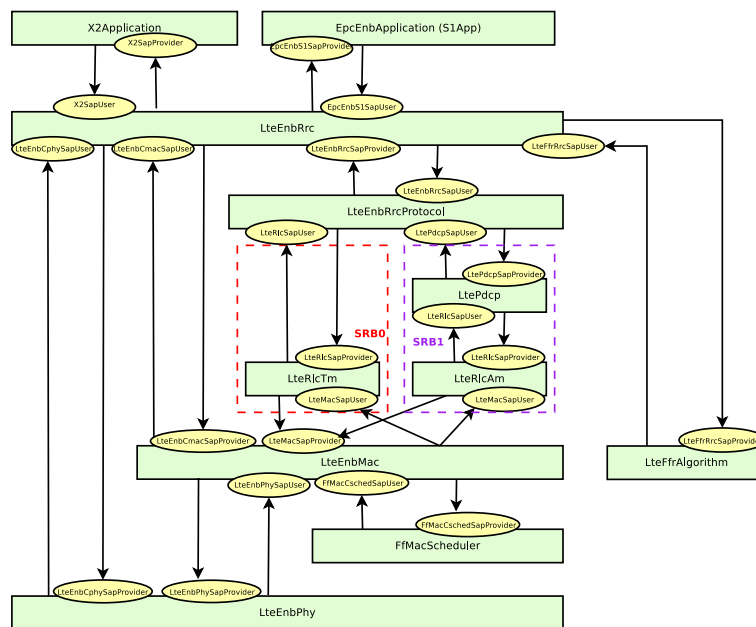 X2Application
EpcEnbApplication (S1App)
X2SapProvider
EpcEnbS1SapProvider
X2SapUser
EpcEnbS1SapUser
LteEnbRrc
LteEnbCphySapUser
LteEnbCmacSapUser
LteEnbRrcSapProvider
LteFfrRrcSapUser
LteEnbRrcSapUser
LteEnbRrcProtocol
LteRlcSapUser
LtePdcpSapUser
LtePdcpSapProvider
LtePdcp
LteRlcSapUser
SRB0
SRB1
LteRlcSapProvider
LteRlcSapProvider
LteRlcTm
LteRlcAm
LteMacSapUser
LteMacSapUser
LteEnbCmacSapProvider
LteMacSapProvider
LteFfrRrcSapProvider
LteEnbMac
LteFfrAlgorithm
LteEnbPhySapUser
FfMacCschedSapUser
FfMacCschedSapProvider
FfMacScheduler
LteEnbCphySapProvider
LteEnbPhySapProvider
LteEnbPhy